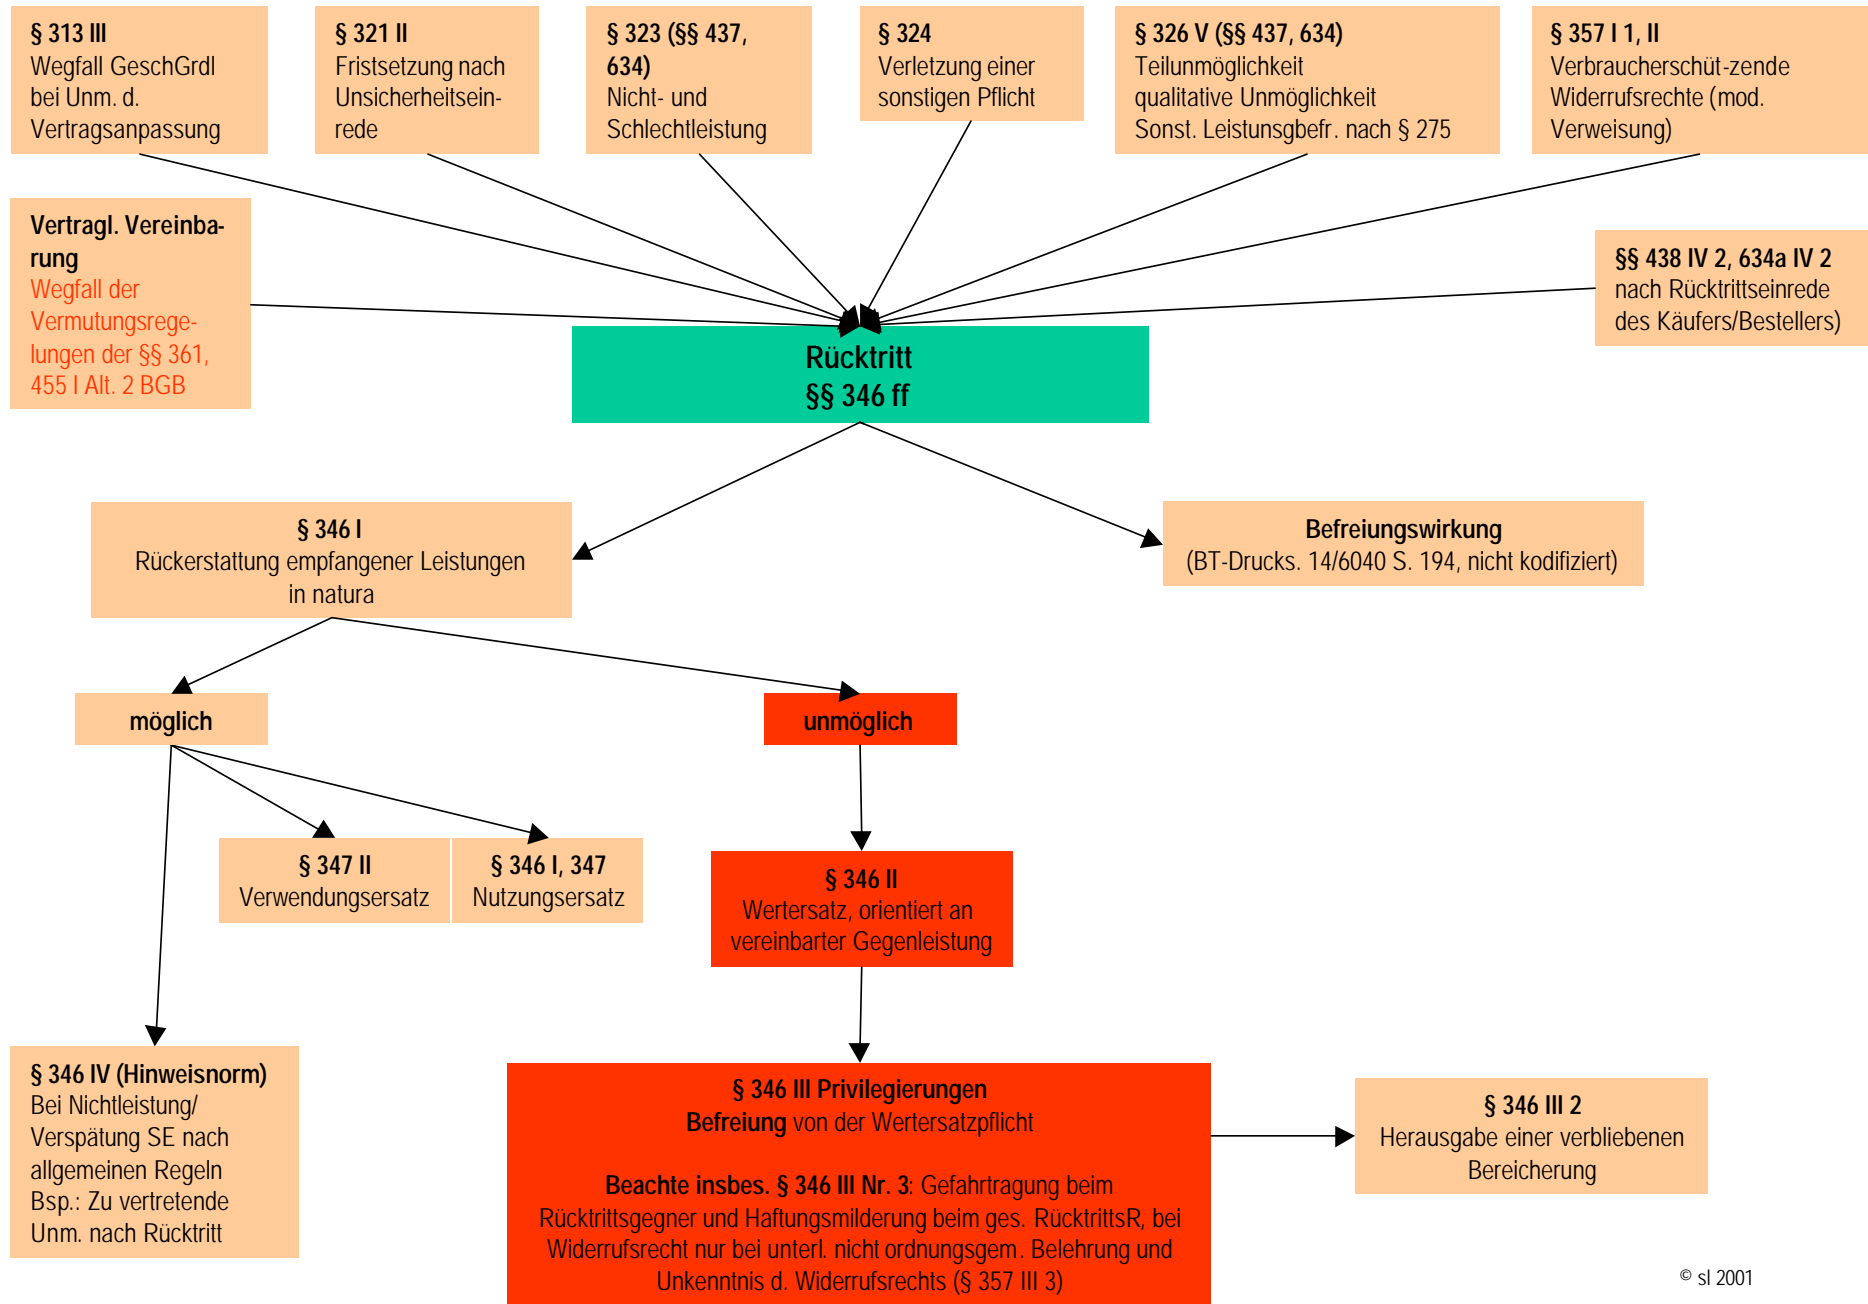 § 313 III
Wegfall GeschGrdl
bei Unm. d.
Vertragsanpassung
§ 321 II
Fristsetzung nach
Unsicherheitsein-
rede
§ 323 (§§ 437,
634)
Nicht- und
Schlechtleistung
§ 324
Verletzung einer
sonstigen Pflicht
§ 326 V (§§ 437, 634)
Teilunmöglichkeit
qualitative Unmöglichkeit
Sonst. Leistunsgbefr. nach § 275
§ 357 I 1, II
Verbraucherschüt-zende
Widerrufsrechte (mod.
Verweisung)
Vertragl. Vereinba-
rung
Wegfall der
Vermutungsrege-
lungen der §§ 361,
455 I Alt. 2 BGB
§§ 438 IV 2, 634a IV 2
nach Rücktrittseinrede
des Käufers/Bestellers)
Rücktritt
§§ 346 ff
§ 346 I
Rückerstattung empfangener Leistungen
in natura
Befreiungswirkung
(BT-Drucks. 14/6040 S. 194, nicht kodifiziert)
möglich
unmöglich
§ 347 II
Verwendungsersatz
§ 346 I, 347
Nutzungsersatz
§ 346 II
Wertersatz, orientiert an
vereinbarter Gegenleistung
§ 346 IV (Hinweisnorm)
Bei Nichtleistung/
Verspätung SE nach
allgemeinen Regeln
Bsp.: Zu vertretende
Unm. nach Rücktritt
§ 346 III Privilegierungen
Befreiung von der Wertersatzpflicht
Beachte insbes. § 346 III Nr. 3: Gefahrtragung beim
Rücktrittsgegner und Haftungsmilderung beim ges. RücktrittsR, bei
Widerrufsrecht nur bei unterl. nicht ordnungsgem. Belehrung und
Unkenntnis d. Widerrufsrechts (§ 357 III 3)
§ 346 III 2
Herausgabe einer verbliebenen
Bereicherung
© sl 2001